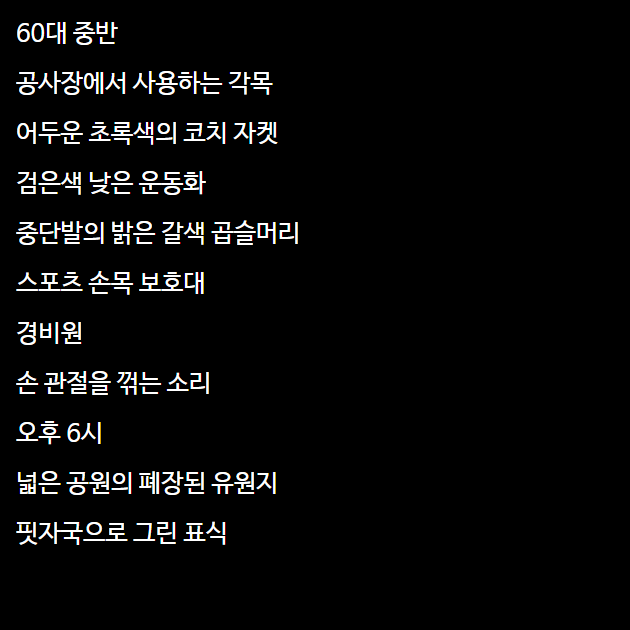 60대 중반
공사장에서 사용하는 각목
어두운 초록색의 코치 자켓
검은색 낮은 운동화
중단발의 밝은 갈색 곱슬머리
스포츠 손목 보호대
경비원
손 관절을 꺾는 소리
오후 6시
넓은 공원의 폐장된 유원지
핏자국으로 그린 표식